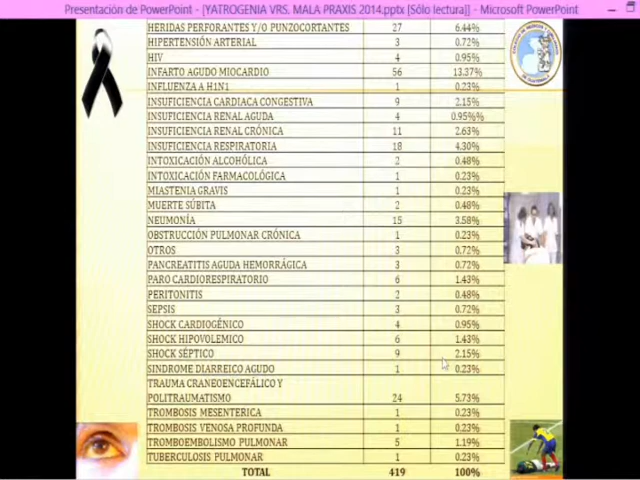 Presentación de PowerPoint - [YATROGENIA VRS. MALA PRAXIS 2014.pptx [Sólo lectura]] - Microsoft PowerPoint
HERIDAS PERFORANTES Y/O PUNZOCORTANTES 27 6.44%
HIPERTENSIÓN ARTERIAL 3 0.72%
HIV 4 0.95%
INFARTO AGUDO MIOCARDIO 56 13.37%
INFLUENZA A H1N1 1 0.23%
INSUFICIENCIA CARDIACA CONGESTIVA 9 2.15%
INSUFICIENCIA RENAL AGUDA 4 0.95%%
INSUFICIENCIA RENAL CRÓNICA 11 2.63%
INSUFICIENCIA RESPIRATORIA 18 4.30%
INTOXICACIÓN ALCOHÓLICA 2 0.48%
INTOXICACIÓN FARMACOLÓGICA 1 0.23%
MIASTENIA GRAVIS 1 0.23%
MUERTE SÚBITA 2 0.48%
NEUMONÍA 15 3.58%
OBSTRUCCIÓN PULMONAR CRÓNICA 1 0.23%
OTROS 3 0.72%
PANCREATITIS AGUDA HEMORRÁGICA 3 0.72%
PARO CARDIORESPIRATORIO 6 1.43%
PERITONITIS 2 0.48%
SEPSIS 3 0.72%
SHOCK CARDIOGÉNICO 4 0.95%
SHOCK HIPOVOLEMICO 6 1.43%
SHOCK SÉPTICO 9 2.15%
SINDROME DIARREICO AGUDO 1 0.23%
TRAUMA CRANEOENCEFÁLICO Y
POLITRAUMATISMO 24 5.73%
TROMBOSIS MESENTERICA 1 0.23%
TROMBOSIS VENOSA PROFUNDA 1 0.23%
TROMBOEMBOLISMO PULMONAR 5 1.19%
TUBERCULOSIS PULMONAR 1 0.23%
TOTAL 419 100%